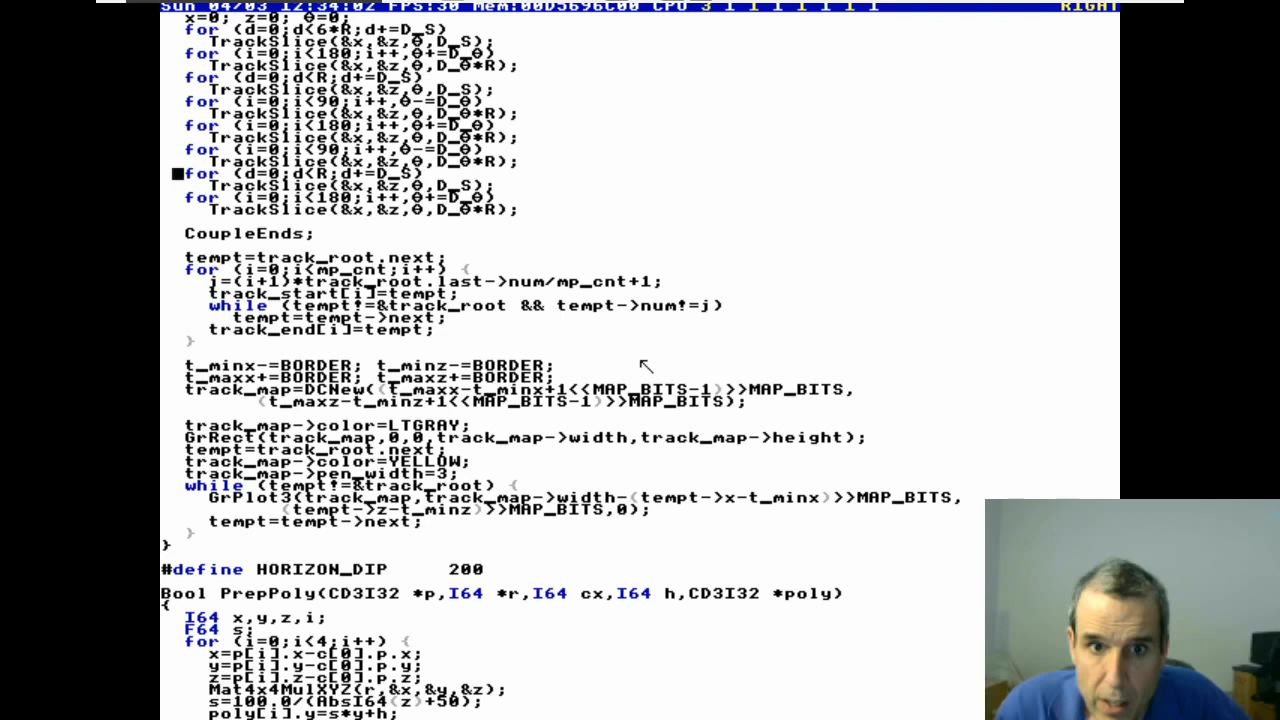 Sun 04/03 12:34:02 FPS:30 Mem:00D5696C00 CPU 3 1 1 1 1 1 1 1 RIGHT
x=0; z=0; θ=0;
for (d=0;d<6*R;d+=D_S)
TrackSlice(&x,&z,θ,D_S);
for (i=0;i<180;i++,θ+=D_θ)
TrackSlice(&x,&z,θ,D_θ*R);
for (d=0;d<R;d+=D_S)
TrackSlice(&x,&z,θ,D_S);
for (i=0;i<90;i++,θ-=D_θ)
TrackSlice(&x,&z,θ,D_θ*R);
for (i=0;i<180;i++,θ+=D_θ)
TrackSlice(&x,&z,θ,D_θ*R);
for (i=0;i<90;i++,θ-=D_θ)
TrackSlice(&x,&z,θ,D_θ*R);
for (d=0;d<R;d+=D_S)
TrackSlice(&x,&z,θ,D_S);
for (i=0;i<180;i++,θ+=D_θ)
TrackSlice(&x,&z,θ,D_θ*R);
CoupleEnds;
tempt=track_root.next;
for (i=0;i<mp_cnt;i++) {
j=(i+1)*track_root.last->num/mp_cnt+1;
track_start[i]=tempt;
while (tempt!=&track_root && tempt->num!=j)
tempt=tempt->next;
track_end[i]=tempt;
}
t_minx-=BORDER; t_minz-=BORDER;
t_maxx+=BORDER; t_maxz+=BORDER;
track_map=DCNew((t_maxx-t_minx+1<<MAP_BITS-1)>>MAP_BITS,
(t_maxz-t_minz+1<<MAP_BITS-1)>>MAP_BITS);
track_map->color=LTGRAY;
GrRect(track_map,0,0,track_map->width,track_map->height);
tempt=track_root.next;
track_map->color=YELLOW;
track_map->pen_width=3;
while (tempt!=&track_root) {
GrPlot3(track_map,track_map->width-(tempt->x-t_minx)>>MAP_BITS,
(tempt->z-t_minz)>>MAP_BITS,0);
tempt=tempt->next;
}
}
#define HORIZON_DIP 200
Bool PrepPoly(CD3I32 *p,I64 *r,I64 cx,I64 h,CD3I32 *poly)
{
I64 x,y,z,i;
F64 s;
for (i=0;i<4;i++) {
x=p[i].x-c[0].p.x;
y=p[i].y-c[0].p.y;
z=p[i].z-c[0].p.z;
Mat4x4MulXYZ(r,&x,&y,&z);
s=100.0/(AbsI64(z)+50);
poly[i].y=s*y+h;